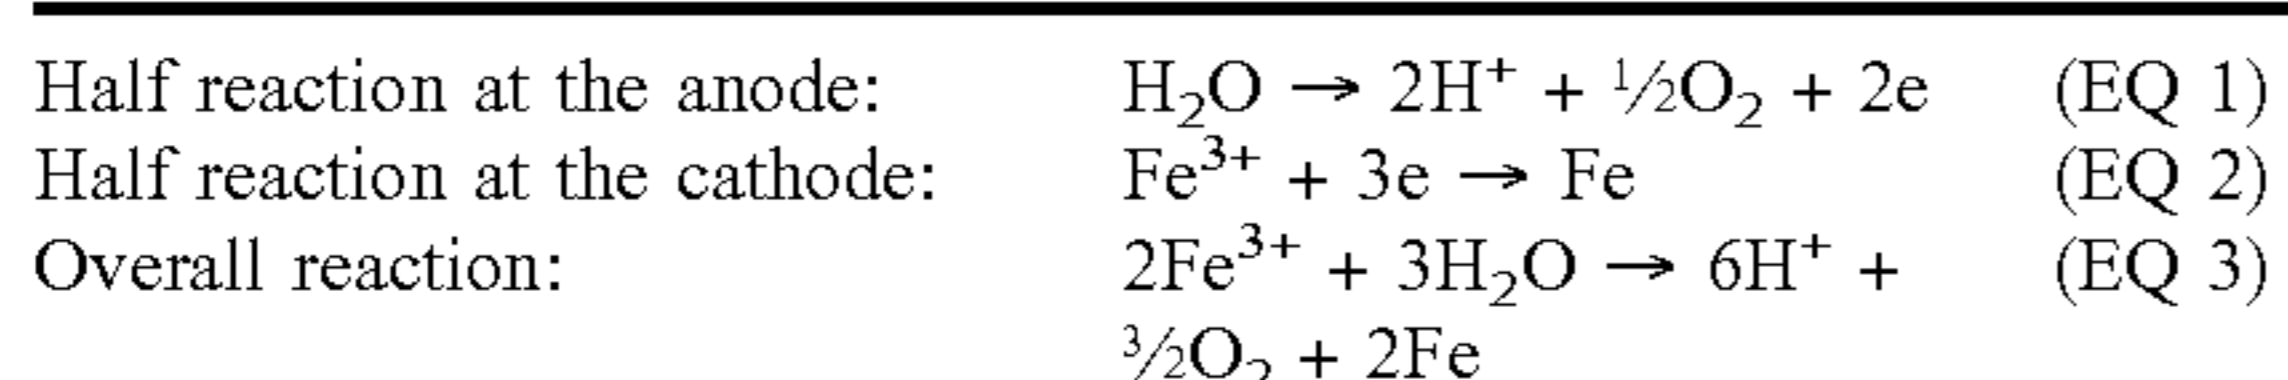 Half reaction at the anode: H₂O → 2H⁺ + ½O₂ + 2e (EQ 1)
Half reaction at the cathode: Fe³⁺ + 3e → Fe (EQ 2)
Overall reaction: 2Fe³⁺ + 3H₂O → 6H⁺ + (EQ 3)
³⁄₂O₂ + 2Fe